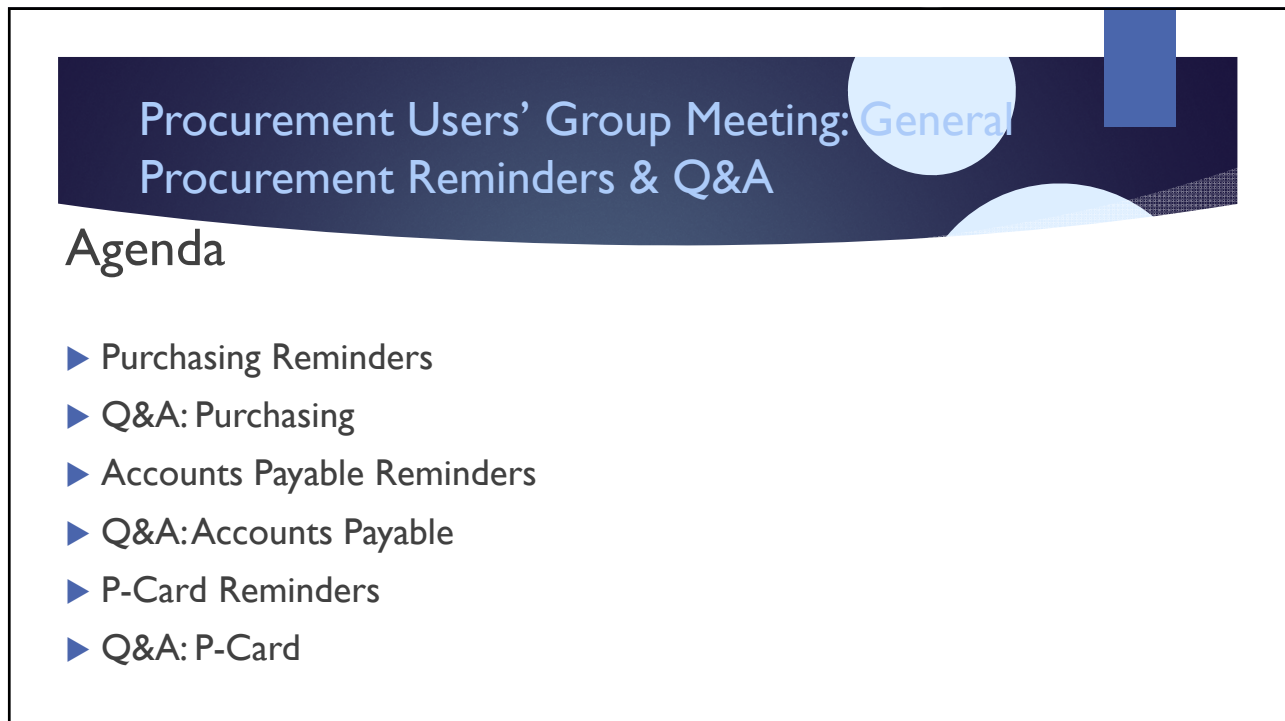 Procurement Users’ Group Meeting: General
Procurement Reminders & Q&A
Agenda
Purchasing Reminders
Q&A: Purchasing
Accounts Payable Reminders
Q&A: Accounts Payable
P-Card Reminders
Q&A: P-Card